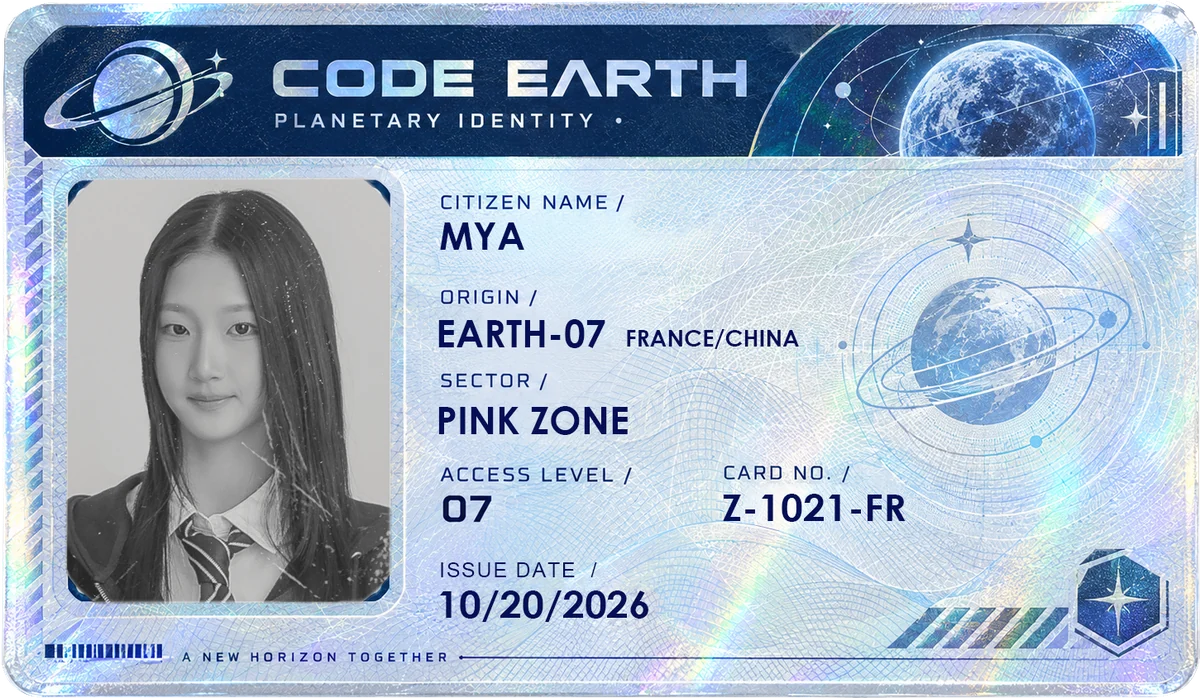 CODE EARTH
PLANETARY IDENTITY •
CITIZEN NAME /
MYA
ORIGIN /
EARTH-07 FRANCE/CHINA
SECTOR /
PINK ZONE
ACCESS LEVEL /
07
CARD NO. /
Z-1021-FR
ISSUE DATE /
10/20/2026
A NEW HORIZON TOGETHER